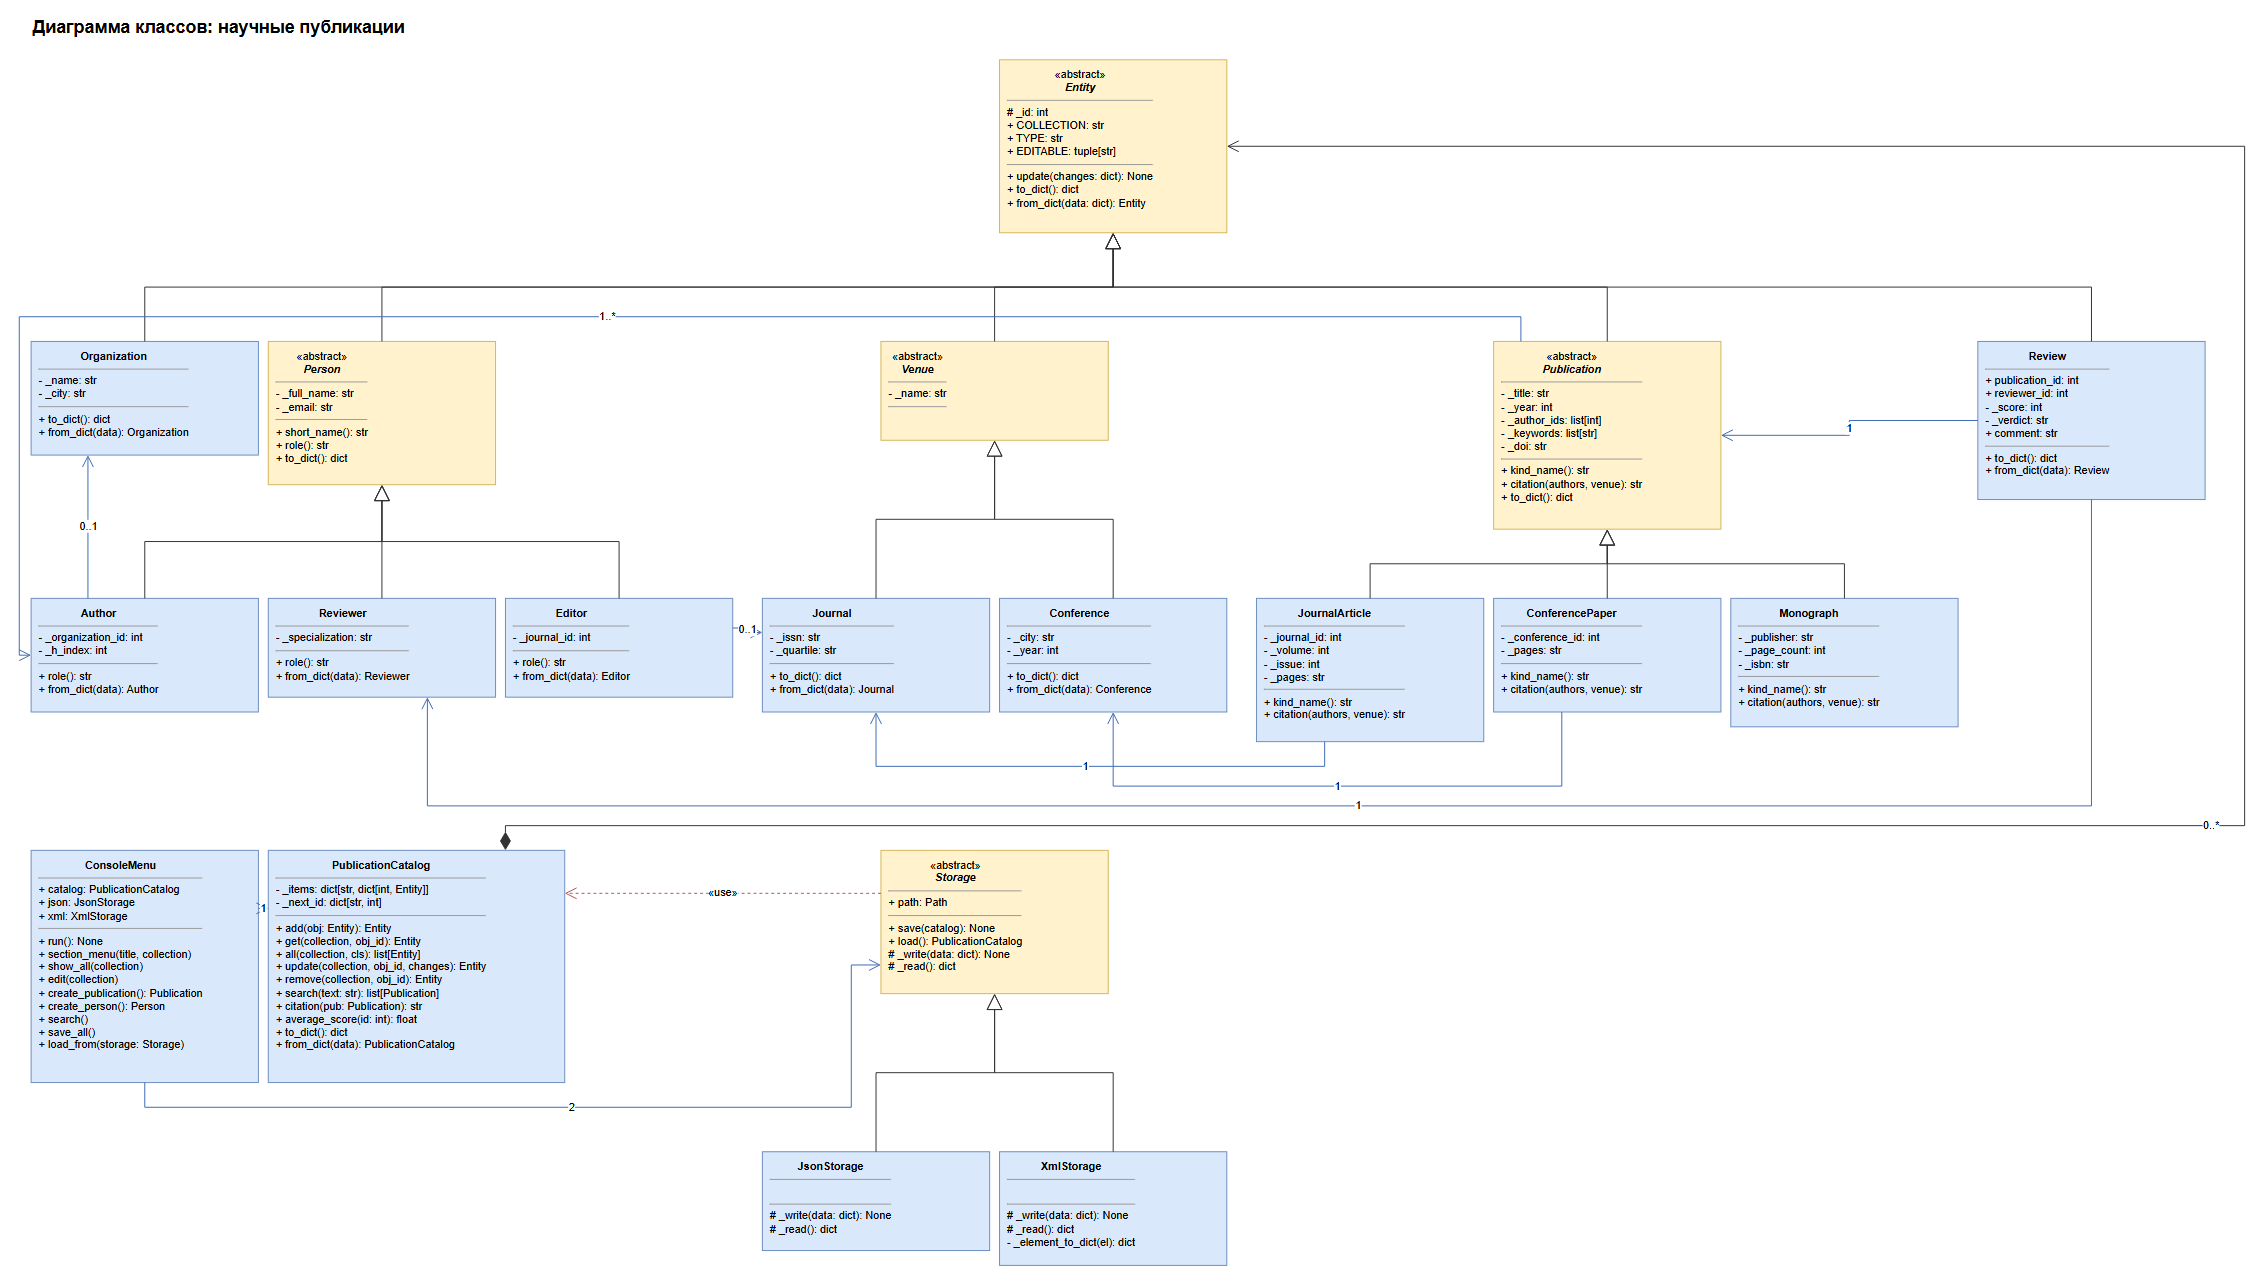 Диаграмма классов: научные публикации
«abstract»
Entity
# _id: int
+ COLLECTION: str
+ TYPE: str
+ EDITABLE: tuple[str]
+ update(changes: dict): None
+ to_dict(): dict
+ from_dict(data: dict): Entity
1..*
Organization
- _name: str
- _city: str
+ to_dict(): dict
+ from_dict(data): Organization
«abstract»
Person
- _full_name: str
- _email: str
+ short_name(): str
+ role(): str
+ to_dict(): dict
«abstract»
Venue
- _name: str
«abstract»
Publication
- _title: str
- _year: int
- _author_ids: list[int]
- _keywords: list[str]
- _doi: str
+ kind_name(): str
+ citation(authors, venue): str
+ to_dict(): dict
1
Review
+ publication_id: int
+ reviewer_id: int
- _score: int
- _verdict: str
+ comment: str
+ to_dict(): dict
+ from_dict(data): Review
0..1
Author
- _organization_id: int
- _h_index: int
+ role(): str
+ from_dict(data): Author
Reviewer
- _specialization: str
+ role(): str
+ from_dict(data): Reviewer
Editor
- _journal_id: int
+ role(): str
+ from_dict(data): Editor
0..1
Journal
- _issn: str
- _quartile: str
+ to_dict(): dict
+ from_dict(data): Journal
Conference
- _city: str
- _year: int
+ to_dict(): dict
+ from_dict(data): Conference
JournalArticle
- _journal_id: int
- _volume: int
- _issue: int
- _pages: str
+ kind_name(): str
+ citation(authors, venue): str
ConferencePaper
- _conference_id: int
- _pages: str
+ kind_name(): str
+ citation(authors, venue): str
Monograph
- _publisher: str
- _page_count: int
- _isbn: str
+ kind_name(): str
+ citation(authors, venue): str
1
1
1
0..*
ConsoleMenu
+ catalog: PublicationCatalog
+ json: JsonStorage
+ xml: XmlStorage
+ run(): None
+ section_menu(title, collection)
+ show_all(collection)
+ edit(collection)
+ create_publication(): Publication
+ create_person(): Person
+ search()
+ save_all()
+ load_from(storage: Storage)
1
PublicationCatalog
- _items: dict[str, dict[int, Entity]]
- _next_id: dict[str, int]
+ add(obj: Entity): Entity
+ get(collection, obj_id): Entity
+ all(collection, cls): list[Entity]
+ update(collection, obj_id, changes): Entity
+ remove(collection, obj_id): Entity
+ search(text: str): list[Publication]
+ citation(pub: Publication): str
+ average_score(id: int): float
+ to_dict(): dict
+ from_dict(data): PublicationCatalog
«use»
«abstract»
Storage
+ path: Path
+ save(catalog): None
+ load(): PublicationCatalog
# _write(data: dict): None
# _read(): dict
2
JsonStorage
# _write(data: dict): None
# _read(): dict
XmlStorage
# _write(data: dict): None
# _read(): dict
- _element_to_dict(el): dict